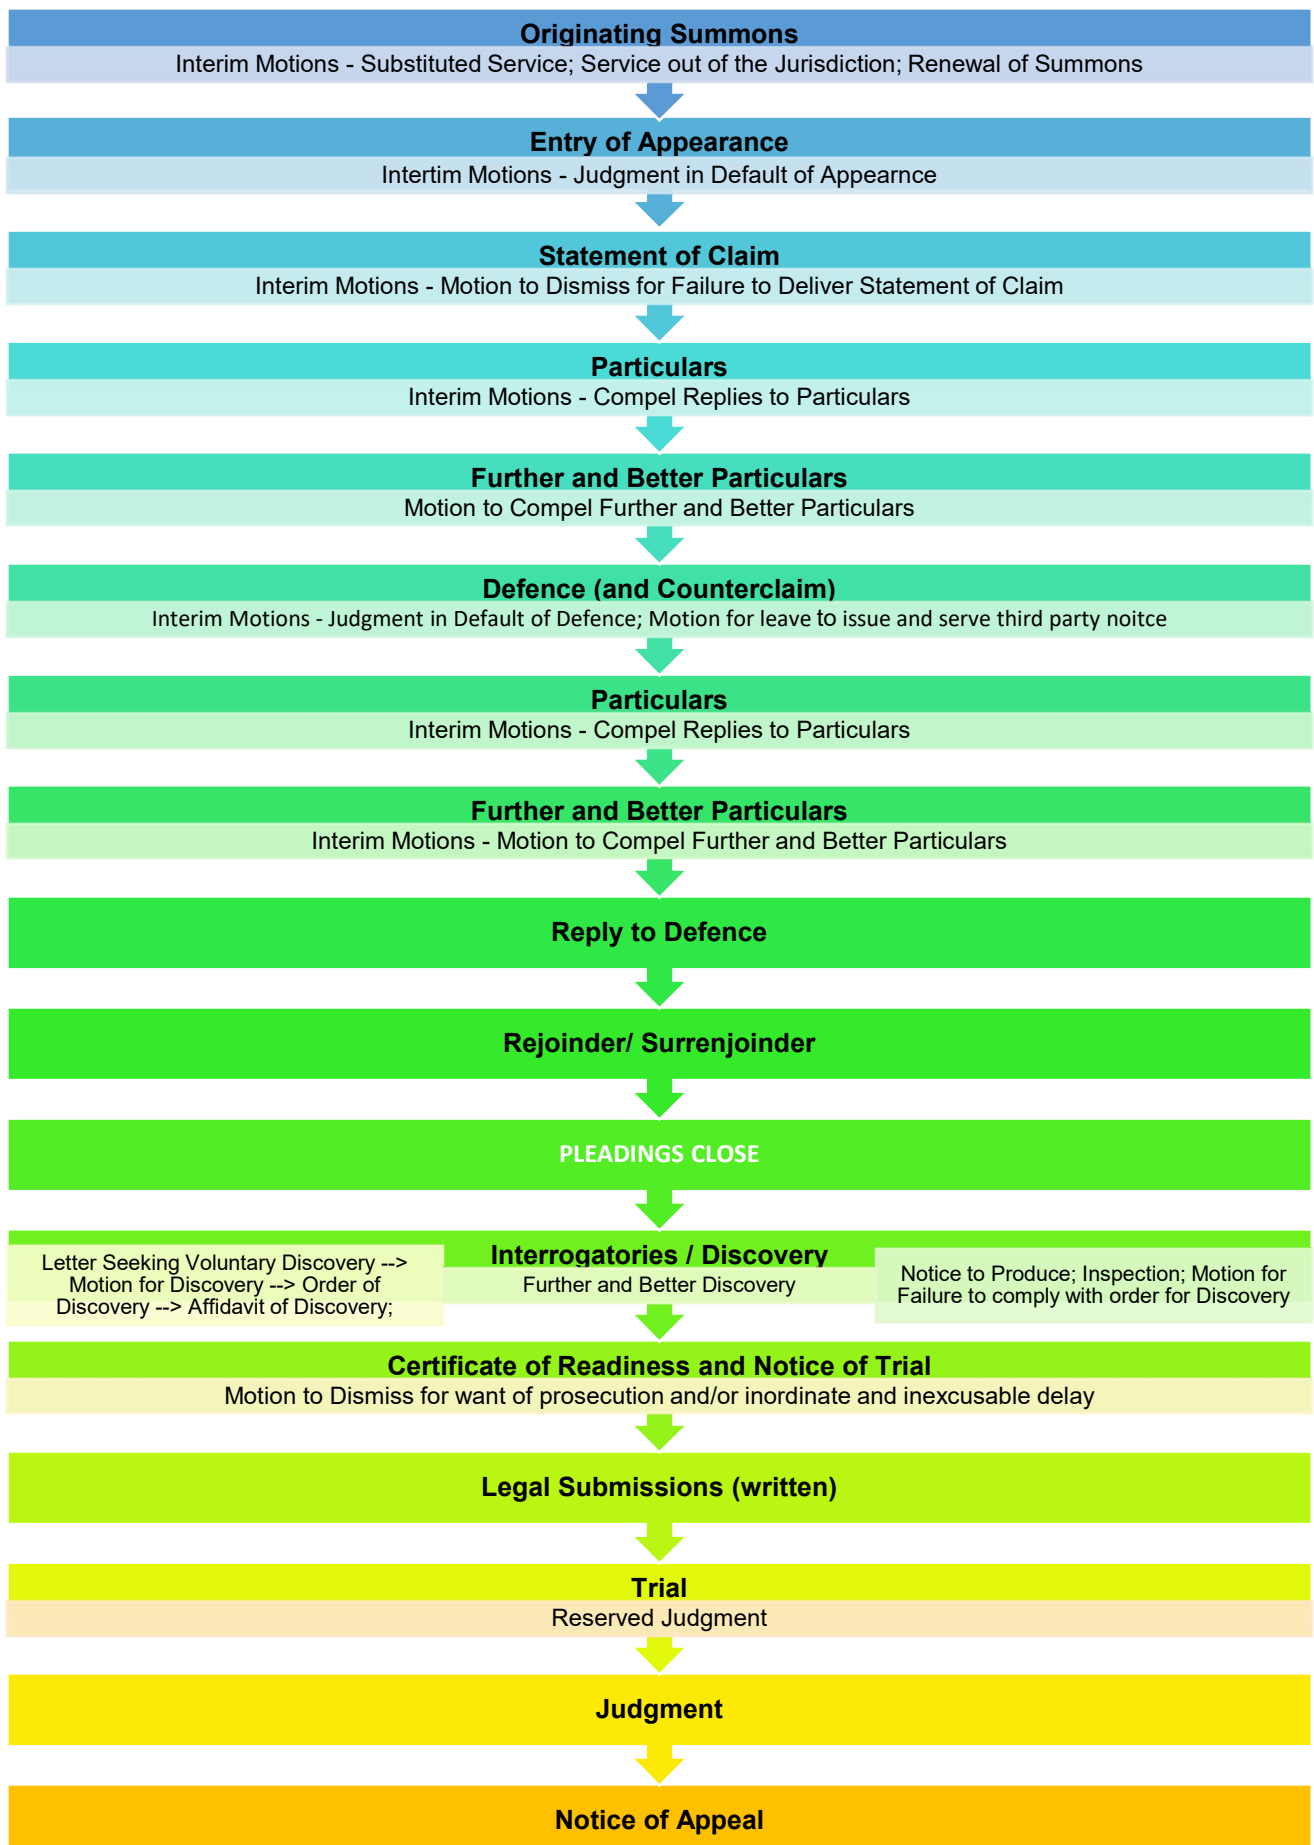 Originating Summons
Interim Motions - Substituted Service; Service out of the Jurisdiction; Renewal of Summons
Entry of Appearance
Intertim Motions - Judgment in Default of Appearnce
Statement of Claim
Interim Motions - Motion to Dismiss for Failure to Deliver Statement of Claim
Particulars
Interim Motions - Compel Replies to Particulars
Further and Better Particulars
Motion to Compel Further and Better Particulars
Defence (and Counterclaim)
Interim Motions - Judgment in Default of Defence; Motion for leave to issue and serve third party noitce
Particulars
Interim Motions - Compel Replies to Particulars
Further and Better Particulars
Interim Motions - Motion to Compel Further and Better Particulars
Reply to Defence
Rejoinder/ Surrenjoinder
PLEADINGS CLOSE
Interrogatories / Discovery
Letter Seeking Voluntary Discovery -->
Motion for Discovery --> Order of
Discovery --> Affidavit of Discovery;
Further and Better Discovery
Notice to Produce; Inspection; Motion for
Failure to comply with order for Discovery
Certificate of Readiness and Notice of Trial
Motion to Dismiss for want of prosecution and/or inordinate and inexcusable delay
Legal Submissions (written)
Trial
Reserved Judgment
Judgment
Notice of Appeal